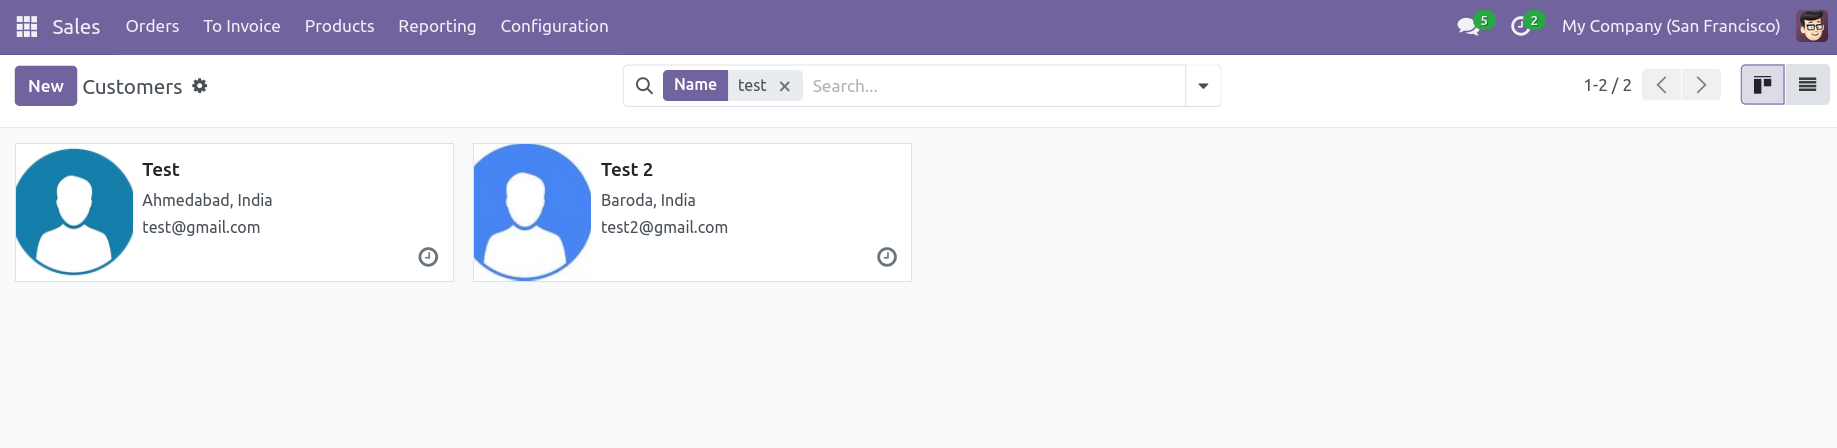 Sales Orders To Invoice Products Reporting Configuration 5 2 My Company (San Francisco)
New Customers Name test Search... 1-2 / 2
Test
Ahmedabad, India
test@gmail.com
Test 2
Baroda, India
test2@gmail.com